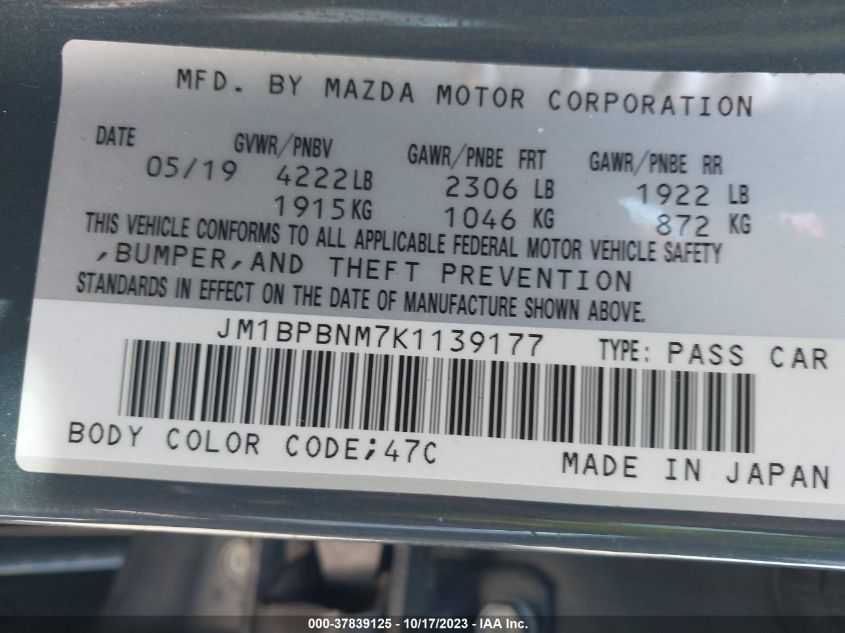 MFD. BY MAZDA MOTOR CORPORATION
DATE GVWR/PNBV GAWR/PNBE FRT GAWR/PNBE RR
05/19 4222LB 2306 LB 1922 LB
1915KG 1046 KG 872 KG
THIS VEHICLE CONFORMS TO ALL APPLICABLE FEDERAL MOTOR VEHICLE SAFETY
,BUMPER,AND THEFT PREVENTION
STANDARDS IN EFFECT ON THE DATE OF MANUFACTURE SHOWN ABOVE.
JM1BPBNM7K1139177 TYPE: PASS CAR
BODY COLOR CODE;47C MADE IN JAPAN
000-37839125 - 10/17/2023 - IAA Inc.